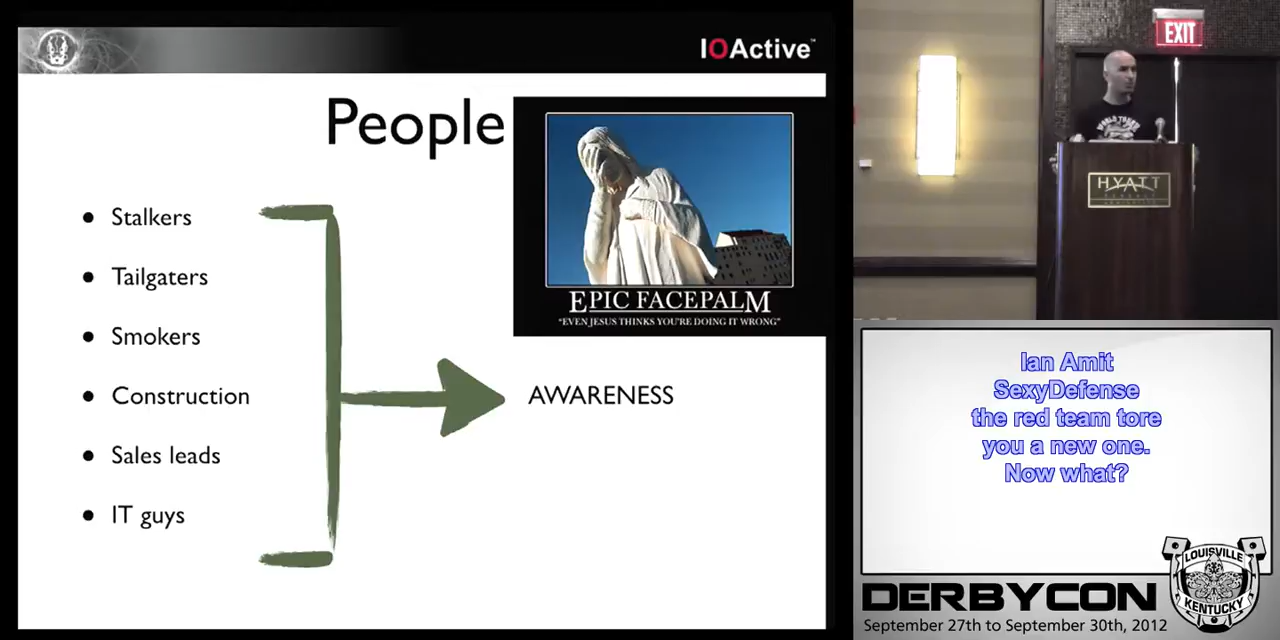 IOActive™
People
EPIC FACEPALM
“EVEN JESUS THINKS YOU'RE DOING IT WRONG”
• Stalkers
• Tailgaters
• Smokers
• Construction
• Sales leads
• IT guys
AWARENESS
EXIT
HYATT
Ian Amit
SexyDefense
the red team tore
you a new one.
Now what?
LOUISVILLE
KENTUCKY
DERBYCON
September 27th to September 30th, 2012